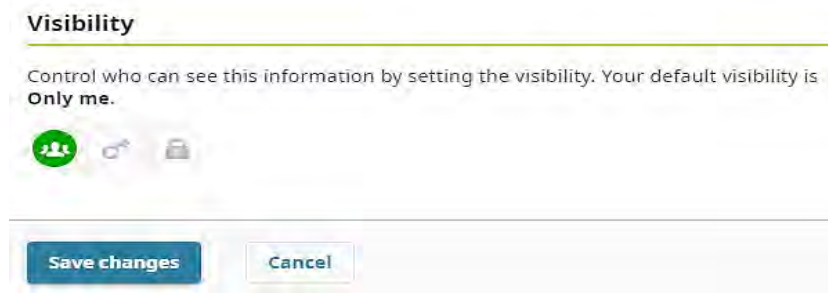 Visibility
Control who can see this information by setting the visibility. Your default visibility is
Only me.
Save changes
Cancel